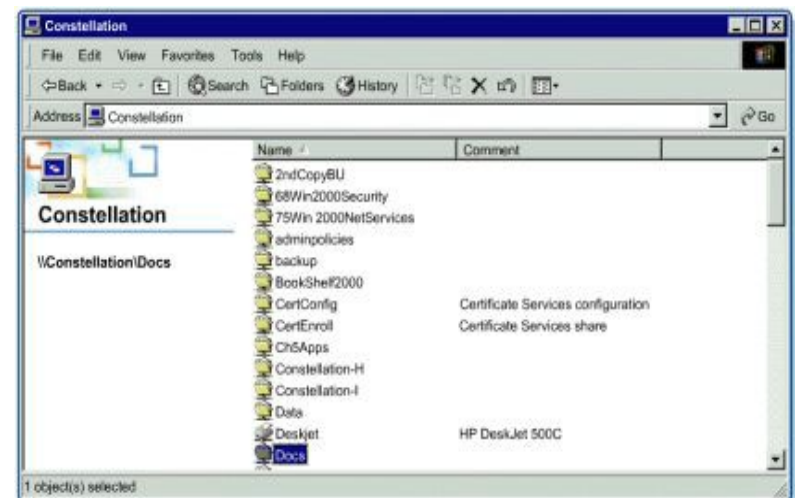 Constellation
File Edit View Favorites Tools Help
Back Search Folders History
Address Constellation Go
Name Comment
Constellation
\\Constellation\Docs
2ndCopyBU
68Win2000Security
75Win 2000NetServices
adminpolicies
backup
BookShelf2000
CertConfig Certificate Services configuration
CertEnroll Certificate Services share
Ch5Apps
Constellation-H
Constellation-I
Data
Deskjet HP DeskJet 500C
Docs
1 object(s) selected